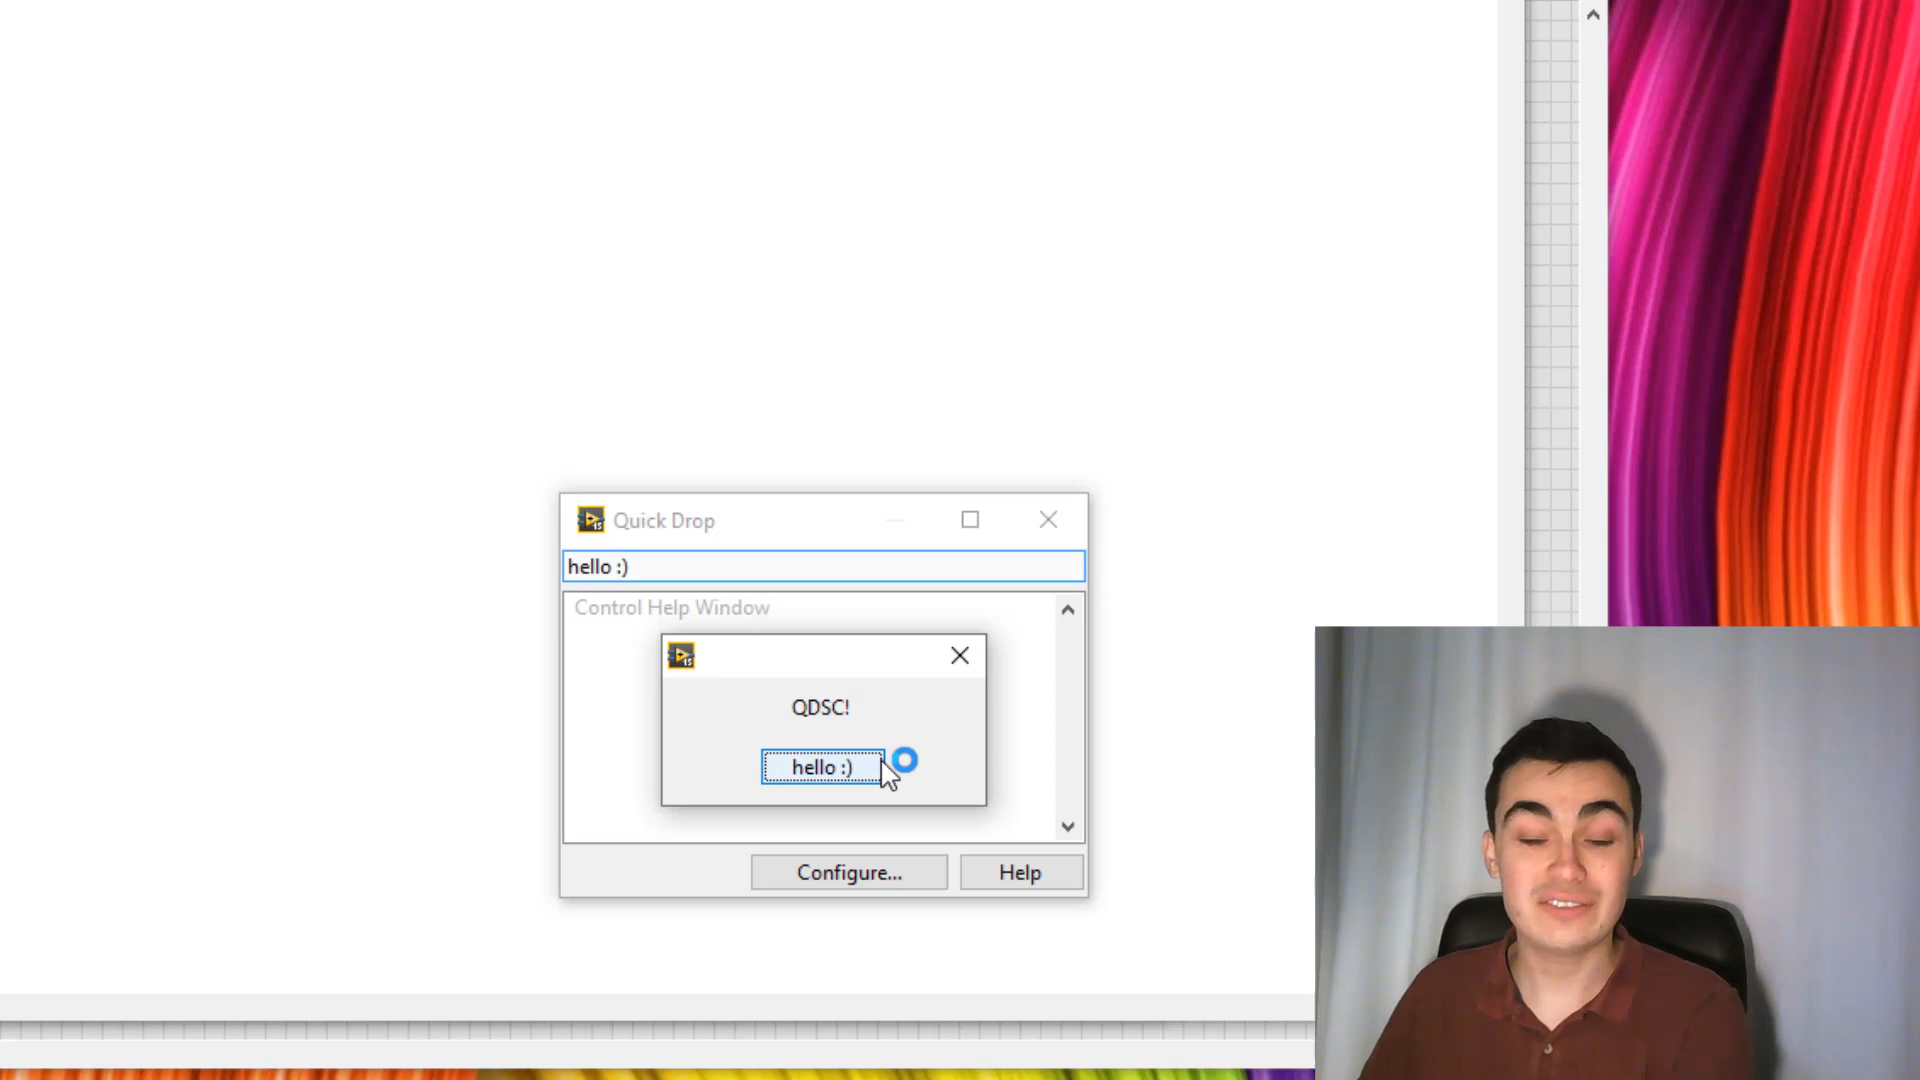 Quick Drop
hello :)
Control Help Window
QDSC!
hello :)
Configure...
Help